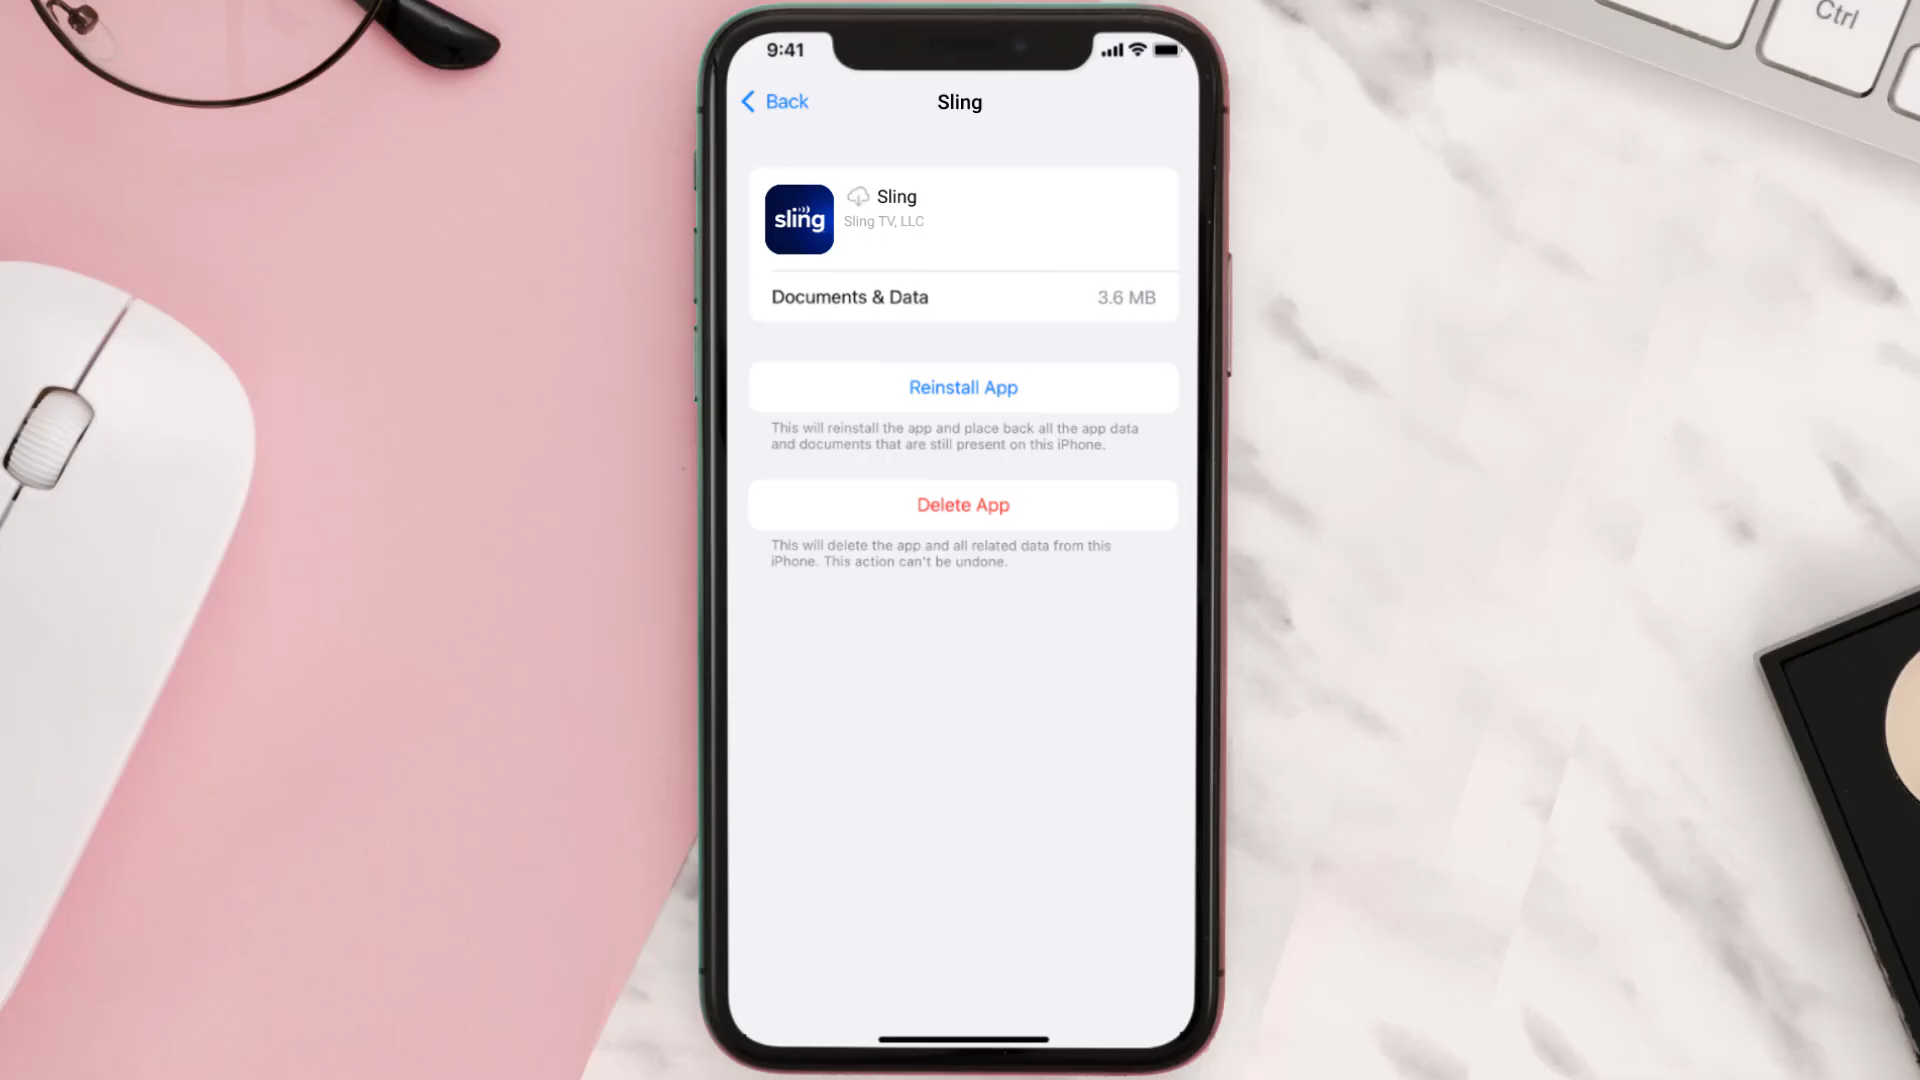 Ctrl
9:41
Back
Sling
sling
Sling
Sling TV, LLC
Documents & Data 3.6 MB
Reinstall App
This will reinstall the app and place back all the app data
and documents that are still present on this iPhone.
Delete App
This will delete the app and all related data from this
iPhone. This action can't be undone.